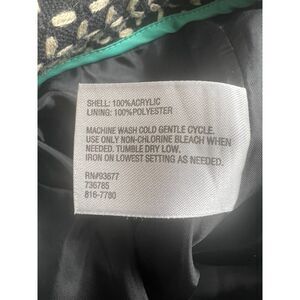 SHELL: 100%ACRYLIC
LINING: 100%POLYESTER
MACHINE WASH COLD GENTLE CYCLE.
USE ONLY NON-CHLORINE BLEACH WHEN
NEEDED. TUMBLE DRY LOW.
IRON ON LOWEST SETTING AS NEEDED.
RN#93677
736785
816-7780